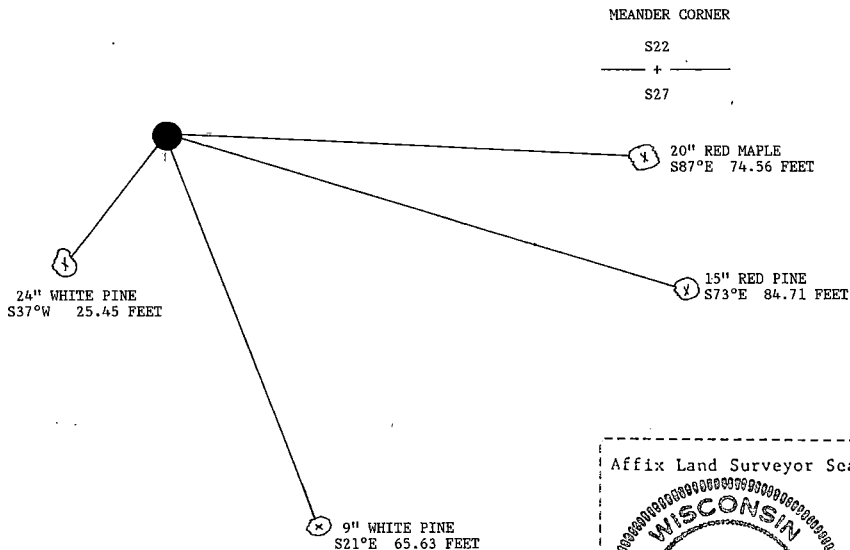 MEANDER CORNER
S22
+
S27
20" RED MAPLE
S87°E 74.56 FEET
15" RED PINE
S73°E 84.71 FEET
24" WHITE PINE
S37°W 25.45 FEET
9" WHITE PINE
S21°E 65.63 FEET
Affix Land Surveyor
WISCONSIN